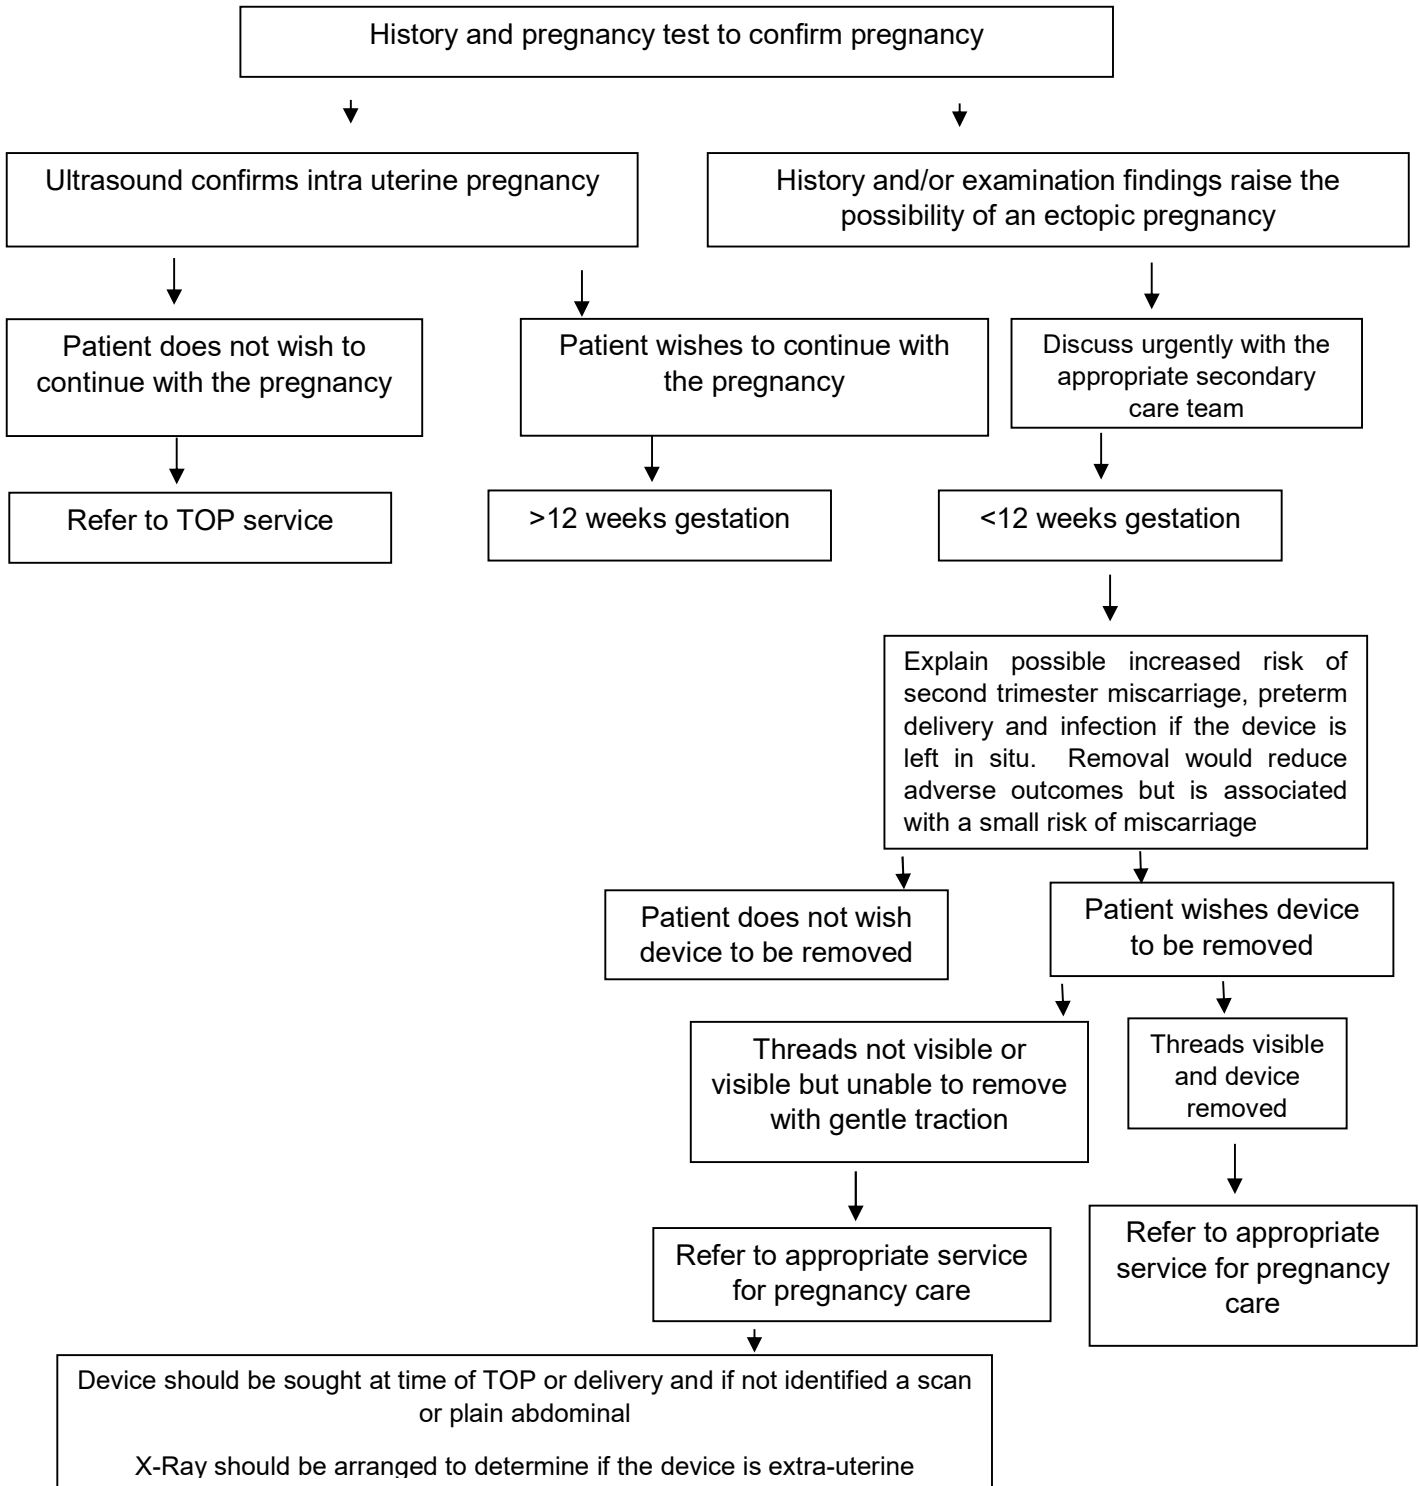 History and pregnancy test to confirm pregnancy
Ultrasound confirms intra uterine pregnancy
History and/or examination findings raise the
possibility of an ectopic pregnancy
Patient does not wish to
continue with the pregnancy
Patient wishes to continue with
the pregnancy
Discuss urgently with the
appropriate secondary
care team
Refer to TOP service
>12 weeks gestation
<12 weeks gestation
Explain possible increased risk of
second trimester miscarriage, preterm
delivery and infection if the device is
left in situ. Removal would reduce
adverse outcomes but is associated
with a small risk of miscarriage
Patient does not wish
device to be removed
Patient wishes device
to be removed
Threads not visible or
visible but unable to remove
with gentle traction
Threads visible
and device
removed
Refer to appropriate service
for pregnancy care
Refer to appropriate
service for pregnancy
care
Device should be sought at time of TOP or delivery and if not identified a scan
or plain abdominal
X-Ray should be arranged to determine if the device is extra-uterine